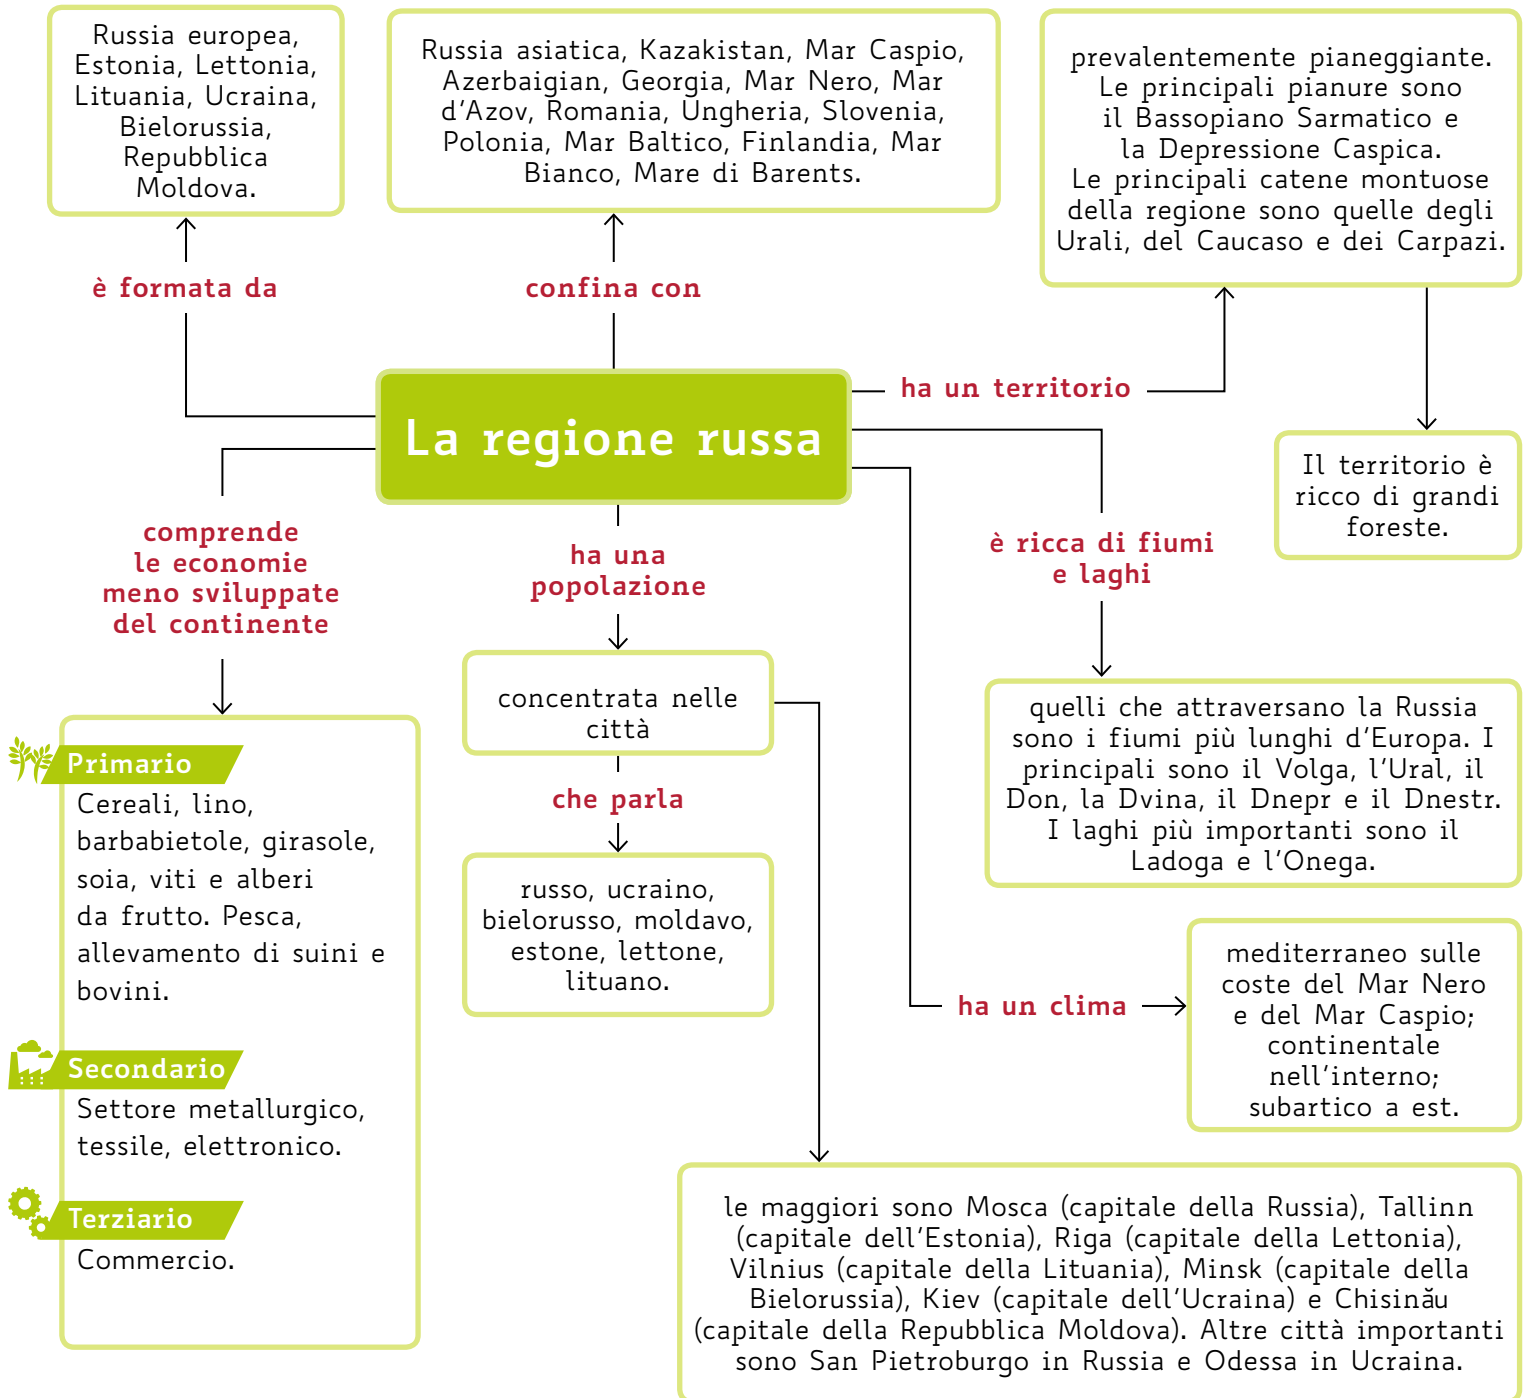 Russia europea,
Estonia, Lettonia,
Lituania, Ucraina,
Bielorussia,
Repubblica
Moldova.
Russia asiatica, Kazakistan, Mar Caspio,
Azerbaigian, Georgia, Mar Nero, Mar
d'Azov, Romania, Ungheria, Slovenia,
Polonia, Mar Baltico, Finlandia, Mar
Bianco, Mare di Barents.
prevalentemente pianeggiante.
Le principali pianure sono
il Bassopiano Sarmatico e
la Depressione Caspica.
Le principali catene montuose
della regione sono quelle degli
Urali, del Caucaso e dei Carpazi.
è formata da
confina con
ha un territorio
La regione russa
Il territorio è
ricco di grandi
foreste.
comprende
le economie
meno sviluppate
del continente
ha una
popolazione
è ricca di fiumi
e laghi
concentrata nelle
città
quelli che attraversano la Russia
sono i fiumi più lunghi d'Europa. I
principali sono il Volga, l'Ural, il
Don, la Dvina, il Dnepr e il Dnestr.
I laghi più importanti sono il
Ladoga e l'Onega.
Primario
Cereali, lino,
barbabietole, girasole,
soia, viti e alberi
da frutto. Pesca,
allevamento di suini e
bovini.
che parla
russo, ucraino,
bielorusso, moldavo,
estone, lettone,
lituano.
ha un clima
mediterraneo sulle
coste del Mar Nero
e del Mar Caspio;
continentale
nell'interno;
subartico a est.
Secondario
Settore metallurgico,
tessile, elettronico.
Terziario
Commercio.
le maggiori sono Mosca (capitale della Russia), Tallinn
(capitale dell'Estonia), Riga (capitale della Lettonia),
Vilnius (capitale della Lituania), Minsk (capitale della
Bielorussia), Kiev (capitale dell'Ucraina) e Chisinău
(capitale della Repubblica Moldova). Altre città importanti
sono San Pietroburgo in Russia e Odessa in Ucraina.